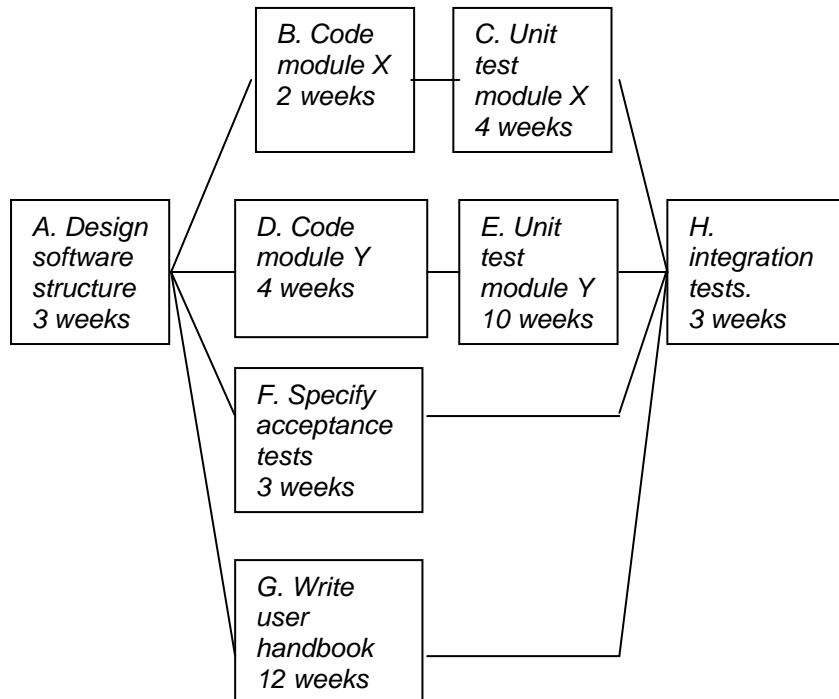 B. Code
module X
2 weeks
C. Unit
test
module X
4 weeks
A. Design
software
structure
3 weeks
D. Code
module Y
4 weeks
E. Unit
test
module Y
10 weeks
H.
integration
tests.
3 weeks
F. Specify
acceptance
tests
3 weeks
G. Write
user
handbook
12 weeks